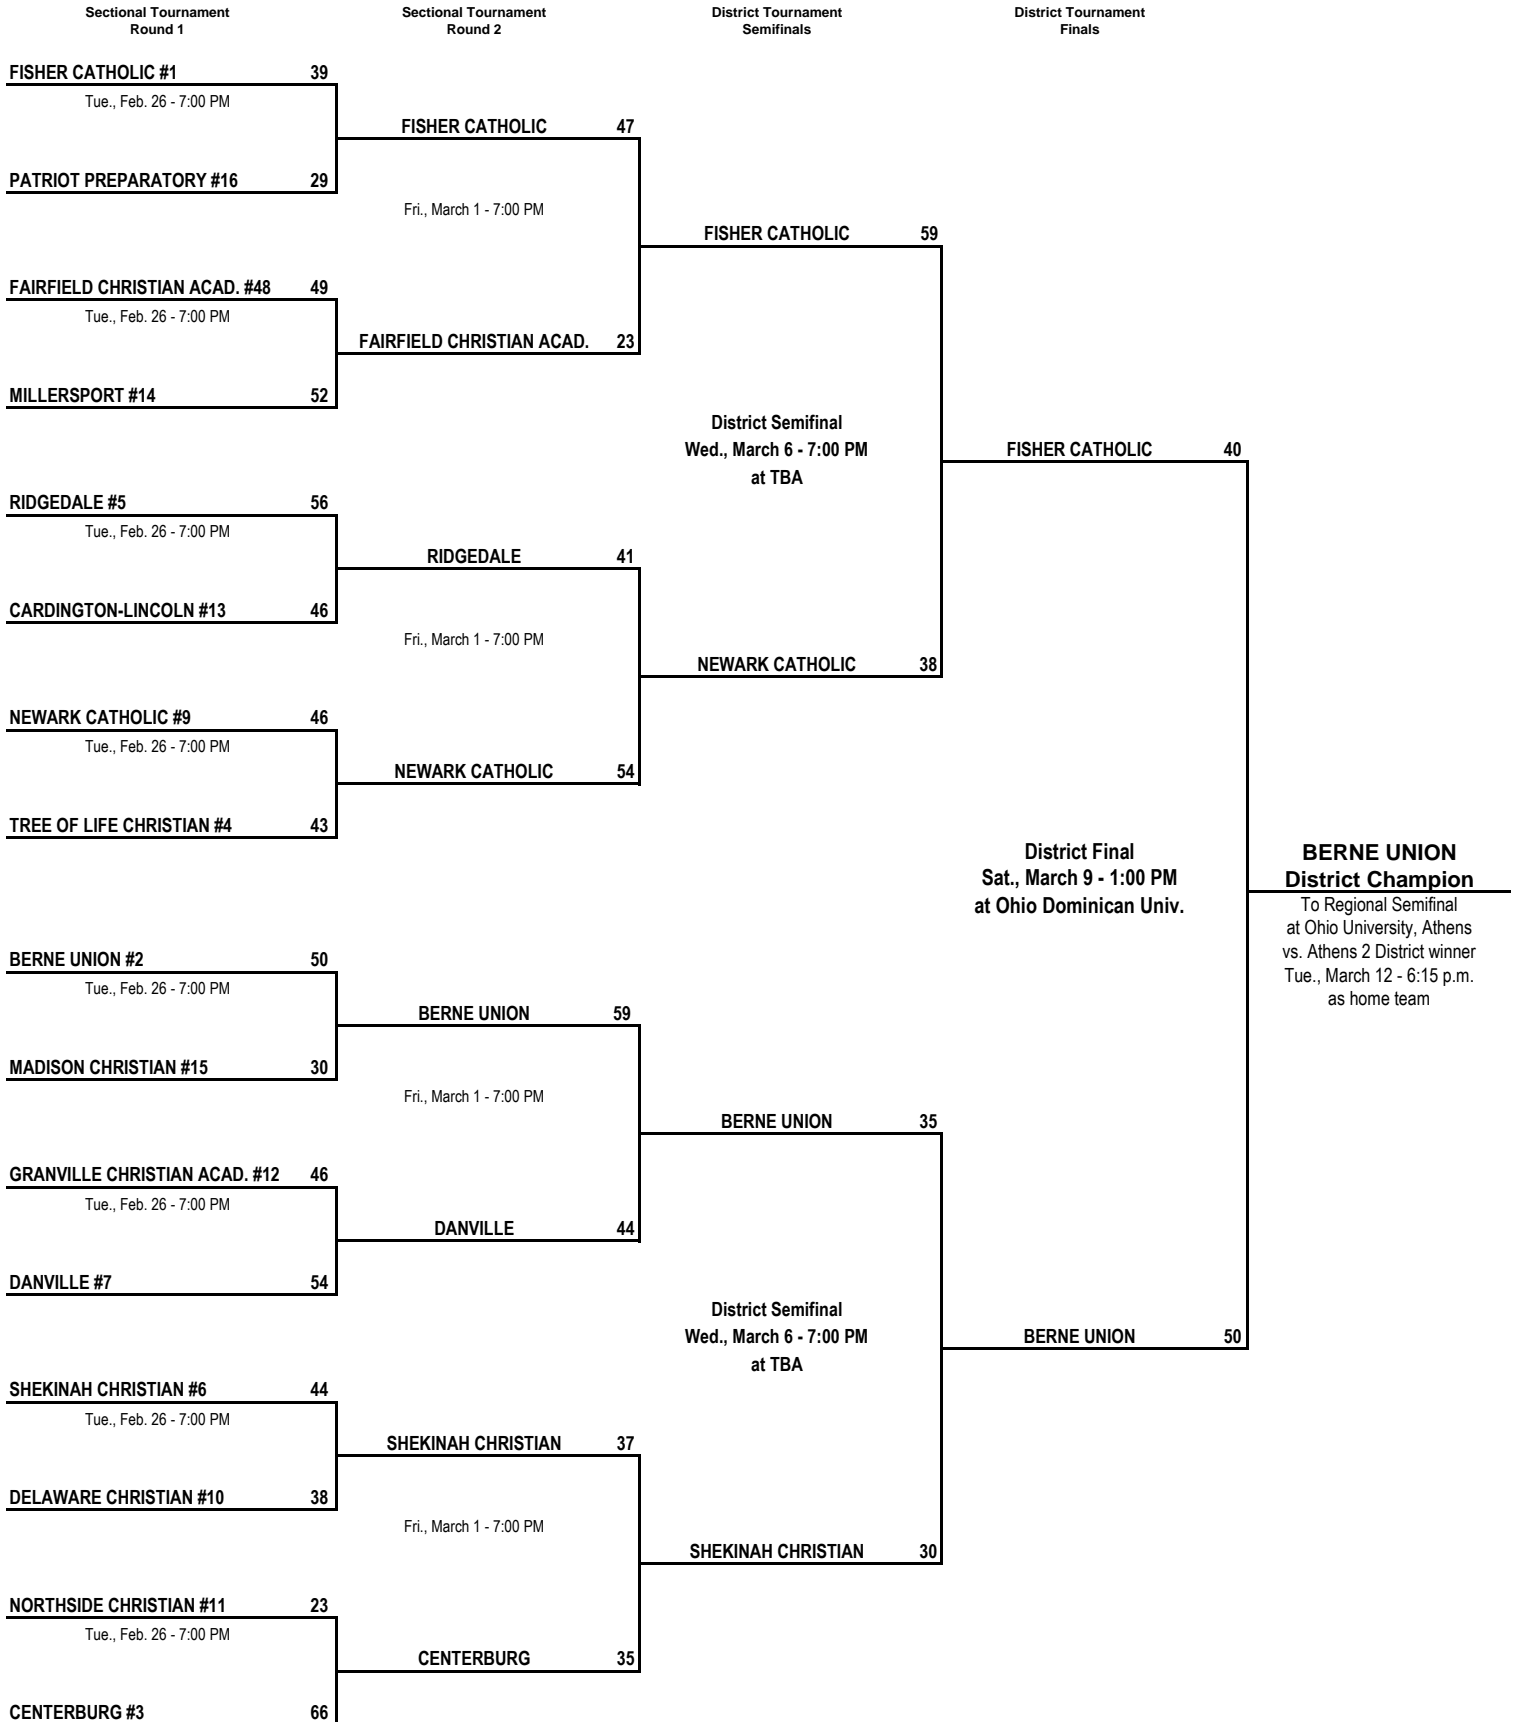 Sectional Tournament
Round 1
Sectional Tournament
Round 2
District Tournament
Semifinals
District Tournament
Finals
FISHER CATHOLIC #1 39
Tue., Feb. 26 - 7:00 PM
FISHER CATHOLIC 47
PATRIOT PREPARATORY #16 29
Fri., March 1 - 7:00 PM
FISHER CATHOLIC 59
FAIRFIELD CHRISTIAN ACAD. #48 49
Tue., Feb. 26 - 7:00 PM
FAIRFIELD CHRISTIAN ACAD. 23
MILLERSPORT #14 52
District Semifinal
Wed., March 6 - 7:00 PM
at TBA
FISHER CATHOLIC 40
RIDGEDALE #5 56
Tue., Feb. 26 - 7:00 PM
RIDGEDALE 41
CARDINGTON-LINCOLN #13 46
Fri., March 1 - 7:00 PM
NEWARK CATHOLIC 38
NEWARK CATHOLIC #9 46
Tue., Feb. 26 - 7:00 PM
NEWARK CATHOLIC 54
TREE OF LIFE CHRISTIAN #4 43
District Final
Sat., March 9 - 1:00 PM
at Ohio Dominican Univ.
BERNE UNION
District Champion
To Regional Semifinal
at Ohio University, Athens
vs. Athens 2 District winner
Tue., March 12 - 6:15 p.m.
as home team
BERNE UNION #2 50
Tue., Feb. 26 - 7:00 PM
BERNE UNION 59
MADISON CHRISTIAN #15 30
Fri., March 1 - 7:00 PM
BERNE UNION 35
GRANVILLE CHRISTIAN ACAD. #12 46
Tue., Feb. 26 - 7:00 PM
DANVILLE 44
DANVILLE #7 54
District Semifinal
Wed., March 6 - 7:00 PM
at TBA
BERNE UNION 50
SHEKINAH CHRISTIAN #6 44
Tue., Feb. 26 - 7:00 PM
SHEKINAH CHRISTIAN 37
DELAWARE CHRISTIAN #10 38
Fri., March 1 - 7:00 PM
SHEKINAH CHRISTIAN 30
NORTHSIDE CHRISTIAN #11 23
Tue., Feb. 26 - 7:00 PM
CENTERBURG 35
CENTERBURG #3 66